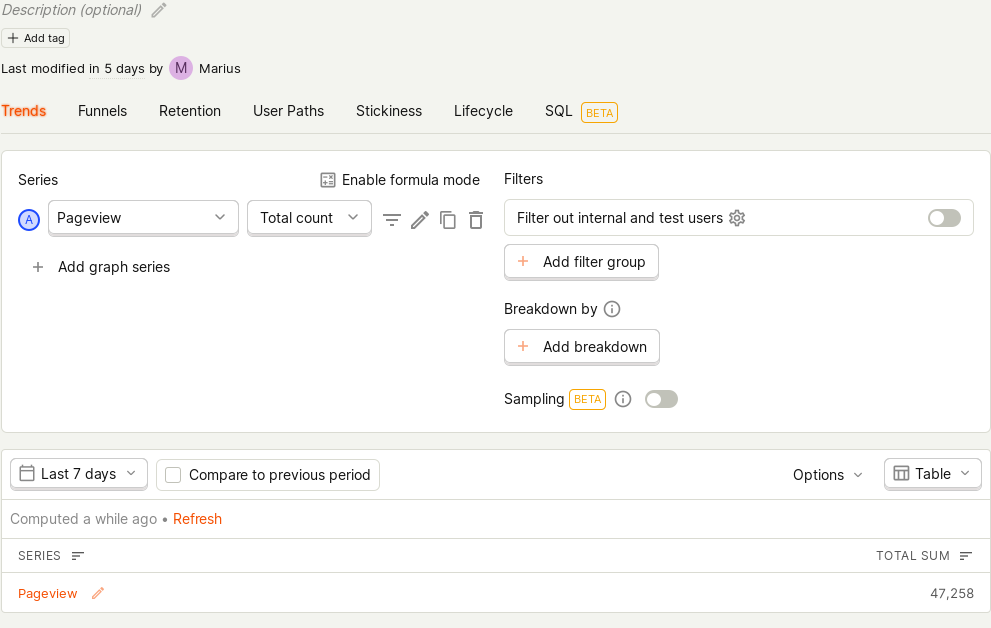 Description (optional)
Add tag
Last modified in 5 days by M Marius
Trends Funnels Retention User Paths Stickiness Lifecycle SQL BETA
Series
Enable formula mode
A Pageview Total count
Add graph series
Filters
Filter out internal and test users
Add filter group
Breakdown by
Add breakdown
Sampling BETA
Last 7 days Compare to previous period Options Table
Computed a while ago • Refresh
SERIES TOTAL SUM
Pageview 47,258